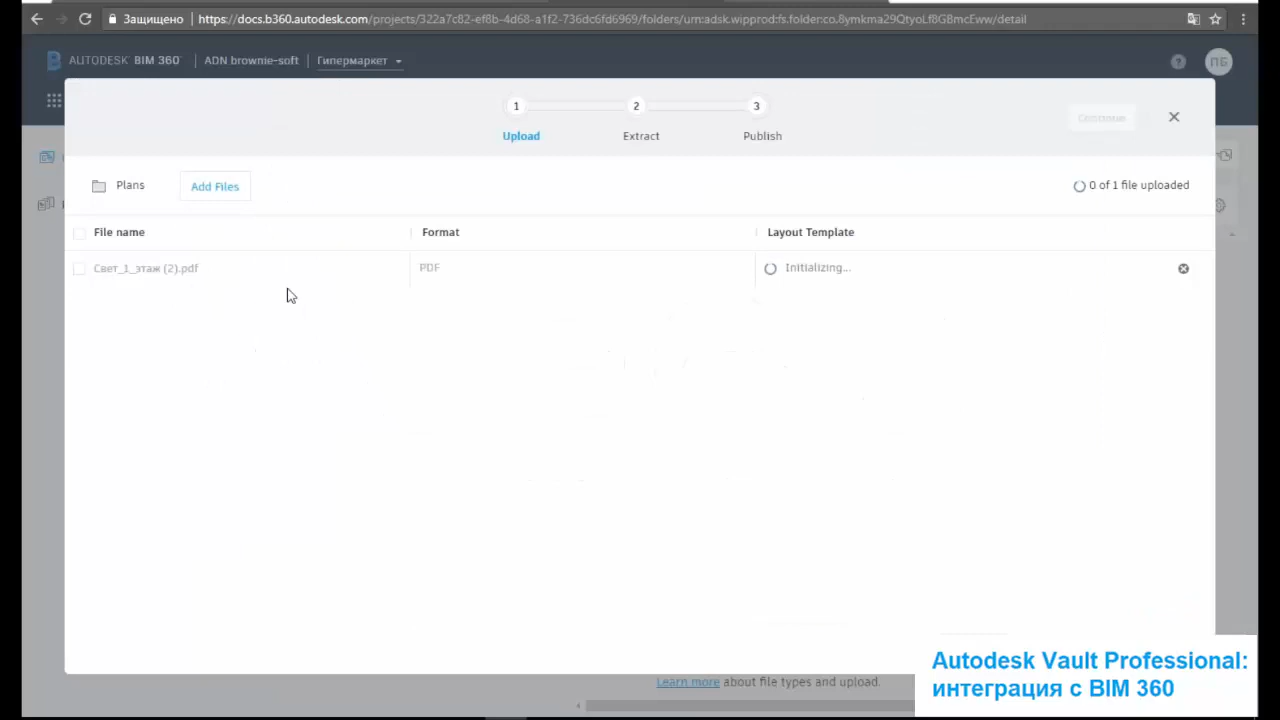 Защищено
https://docs.b360.autodesk.com/projects/322a7c82-ef8b-4d68-a1f2-736dc6fd6969/folders/urn:adsk.wipprod:fs.folder:co.8ymkma29QtyoLf8GBmcEww/detail
AUTODESK BIM 360 ADN brownie-soft Гипермаркет
ПБ
1 2 3
Upload Extract Publish
Continue
Plans Add Files 0 of 1 file uploaded
File name Format Layout Template
Свет_1_этаж (2).pdf PDF Initializing...
Learn more about file types and upload.
Autodesk Vault Professional:
интеграция с BIM 360